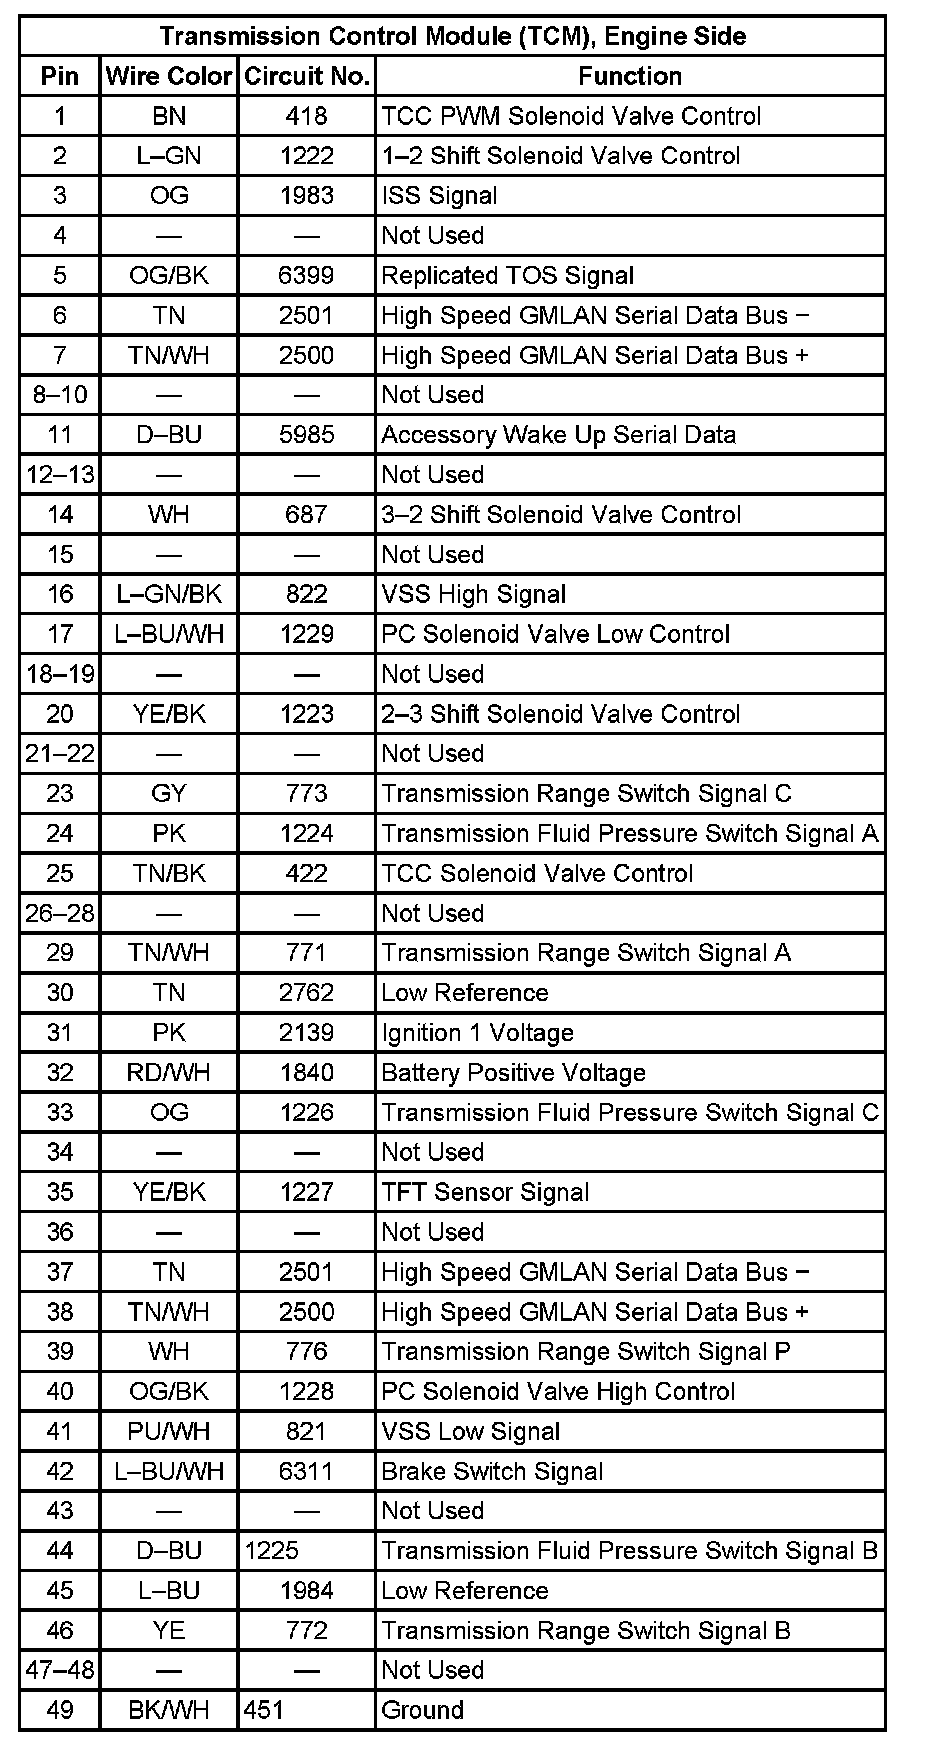 Transmission Control Module (TCM), Engine Side
Pin Wire Color Circuit No. Function
1 BN 418 TCC PWM Solenoid Valve Control
2 L–GN 1222 1–2 Shift Solenoid Valve Control
3 OG 1983 ISS Signal
4 — — Not Used
5 OG/BK 6399 Replicated TOS Signal
6 TN 2501 High Speed GMLAN Serial Data Bus −
7 TN/WH 2500 High Speed GMLAN Serial Data Bus +
8–10 — — Not Used
11 D–BU 5985 Accessory Wake Up Serial Data
12–13 — — Not Used
14 WH 687 3–2 Shift Solenoid Valve Control
15 — — Not Used
16 L–GN/BK 822 VSS High Signal
17 L–BU/WH 1229 PC Solenoid Valve Low Control
18–19 — — Not Used
20 YE/BK 1223 2–3 Shift Solenoid Valve Control
21–22 — — Not Used
23 GY 773 Transmission Range Switch Signal C
24 PK 1224 Transmission Fluid Pressure Switch Signal A
25 TN/BK 422 TCC Solenoid Valve Control
26–28 — — Not Used
29 TN/WH 771 Transmission Range Switch Signal A
30 TN 2762 Low Reference
31 PK 2139 Ignition 1 Voltage
32 RD/WH 1840 Battery Positive Voltage
33 OG 1226 Transmission Fluid Pressure Switch Signal C
34 — — Not Used
35 YE/BK 1227 TFT Sensor Signal
36 — — Not Used
37 TN 2501 High Speed GMLAN Serial Data Bus −
38 TN/WH 2500 High Speed GMLAN Serial Data Bus +
39 WH 776 Transmission Range Switch Signal P
40 OG/BK 1228 PC Solenoid Valve High Control
41 PU/WH 821 VSS Low Signal
42 L–BU/WH 6311 Brake Switch Signal
43 — — Not Used
44 D–BU 1225 Transmission Fluid Pressure Switch Signal B
45 L–BU 1984 Low Reference
46 YE 772 Transmission Range Switch Signal B
47–48 — — Not Used
49 BK/WH 451 Ground